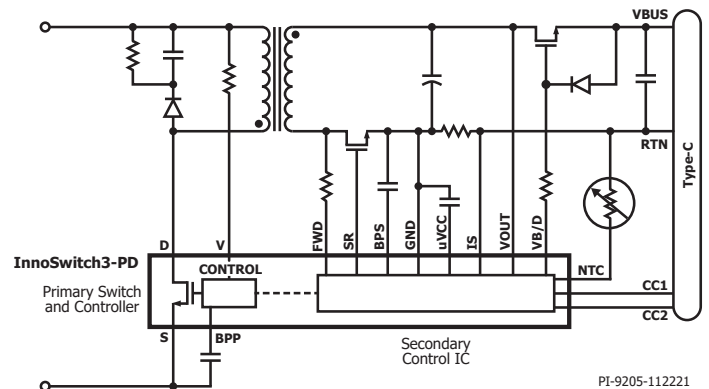 VBUS
RTN
Type-C
FWD
SR
BPS
GND
uVCC
IS
VOUT
VB/D
D
V
NTC
InnoSwitch3-PD
CONTROL
Primary Switch
and Controller
CC1
CC2
S
BPP
Secondary
Control IC
PI-9205-112221